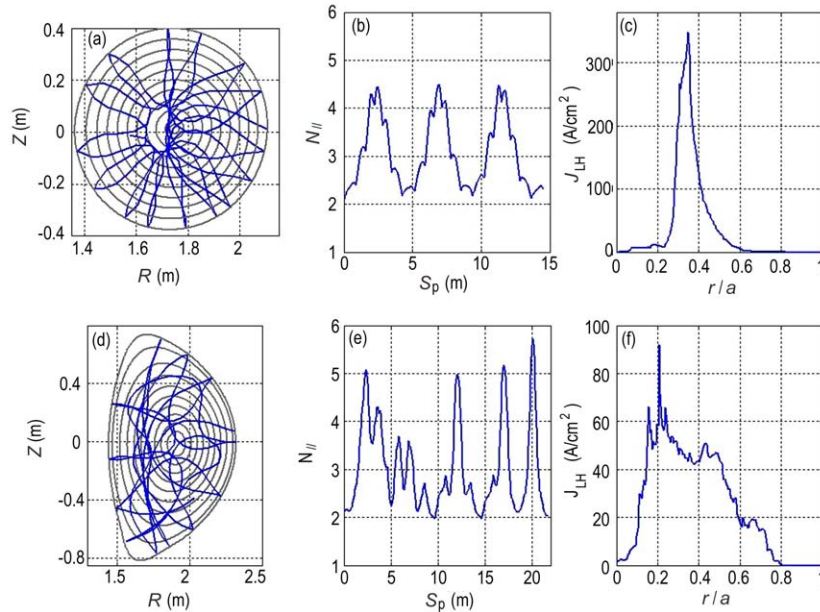 (a)
0.4
0.2
0
-0.2
-0.4
Z (m)
1.4 1.6 1.8 2
R (m)
(b)
6
5
4
3
2
1
N//
0 5 10 15
Sp (m)
(c)
300
200
100
0
JLH (A/cm2)
0 0.2 0.4 0.6 0.8 1
r / a
(d)
0.4
0
-0.4
-0.8
Z (m)
1.5 2 2.5
R (m)
(e)
6
5
4
3
2
1
N//
0 5 10 15 20
Sp (m)
(f)
100
80
60
40
20
0
JLH (A/cm2)
0 0.2 0.4 0.6 0.8 1
r / a